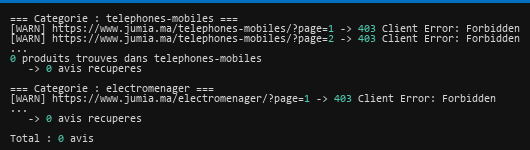 === Categorie : telephones-mobiles ===
[WARN] https://www.jumia.ma/telephones-mobiles/?page=1 -> 403 Client Error: Forbidden
[WARN] https://www.jumia.ma/telephones-mobiles/?page=2 -> 403 Client Error: Forbidden
...
0 produits trouves dans telephones-mobiles
-> 0 avis recuperes
=== Categorie : electromenager ===
[WARN] https://www.jumia.ma/electromenager/?page=1 -> 403 Client Error: Forbidden
...
-> 0 avis recuperes
Total : 0 avis